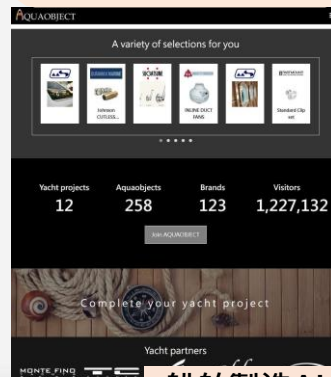 AQUAOBJECT
A variety of selections for you
Johnson
CUTLESS...
INLINE DUCT
FANS
Standard Clip
set
Yacht projects
Aquaobjects
Brands
Visitors
12
258
123
1,227,132
Join AQUAOBJECT
Complete your yacht project
Yacht partners
MONTE FINO